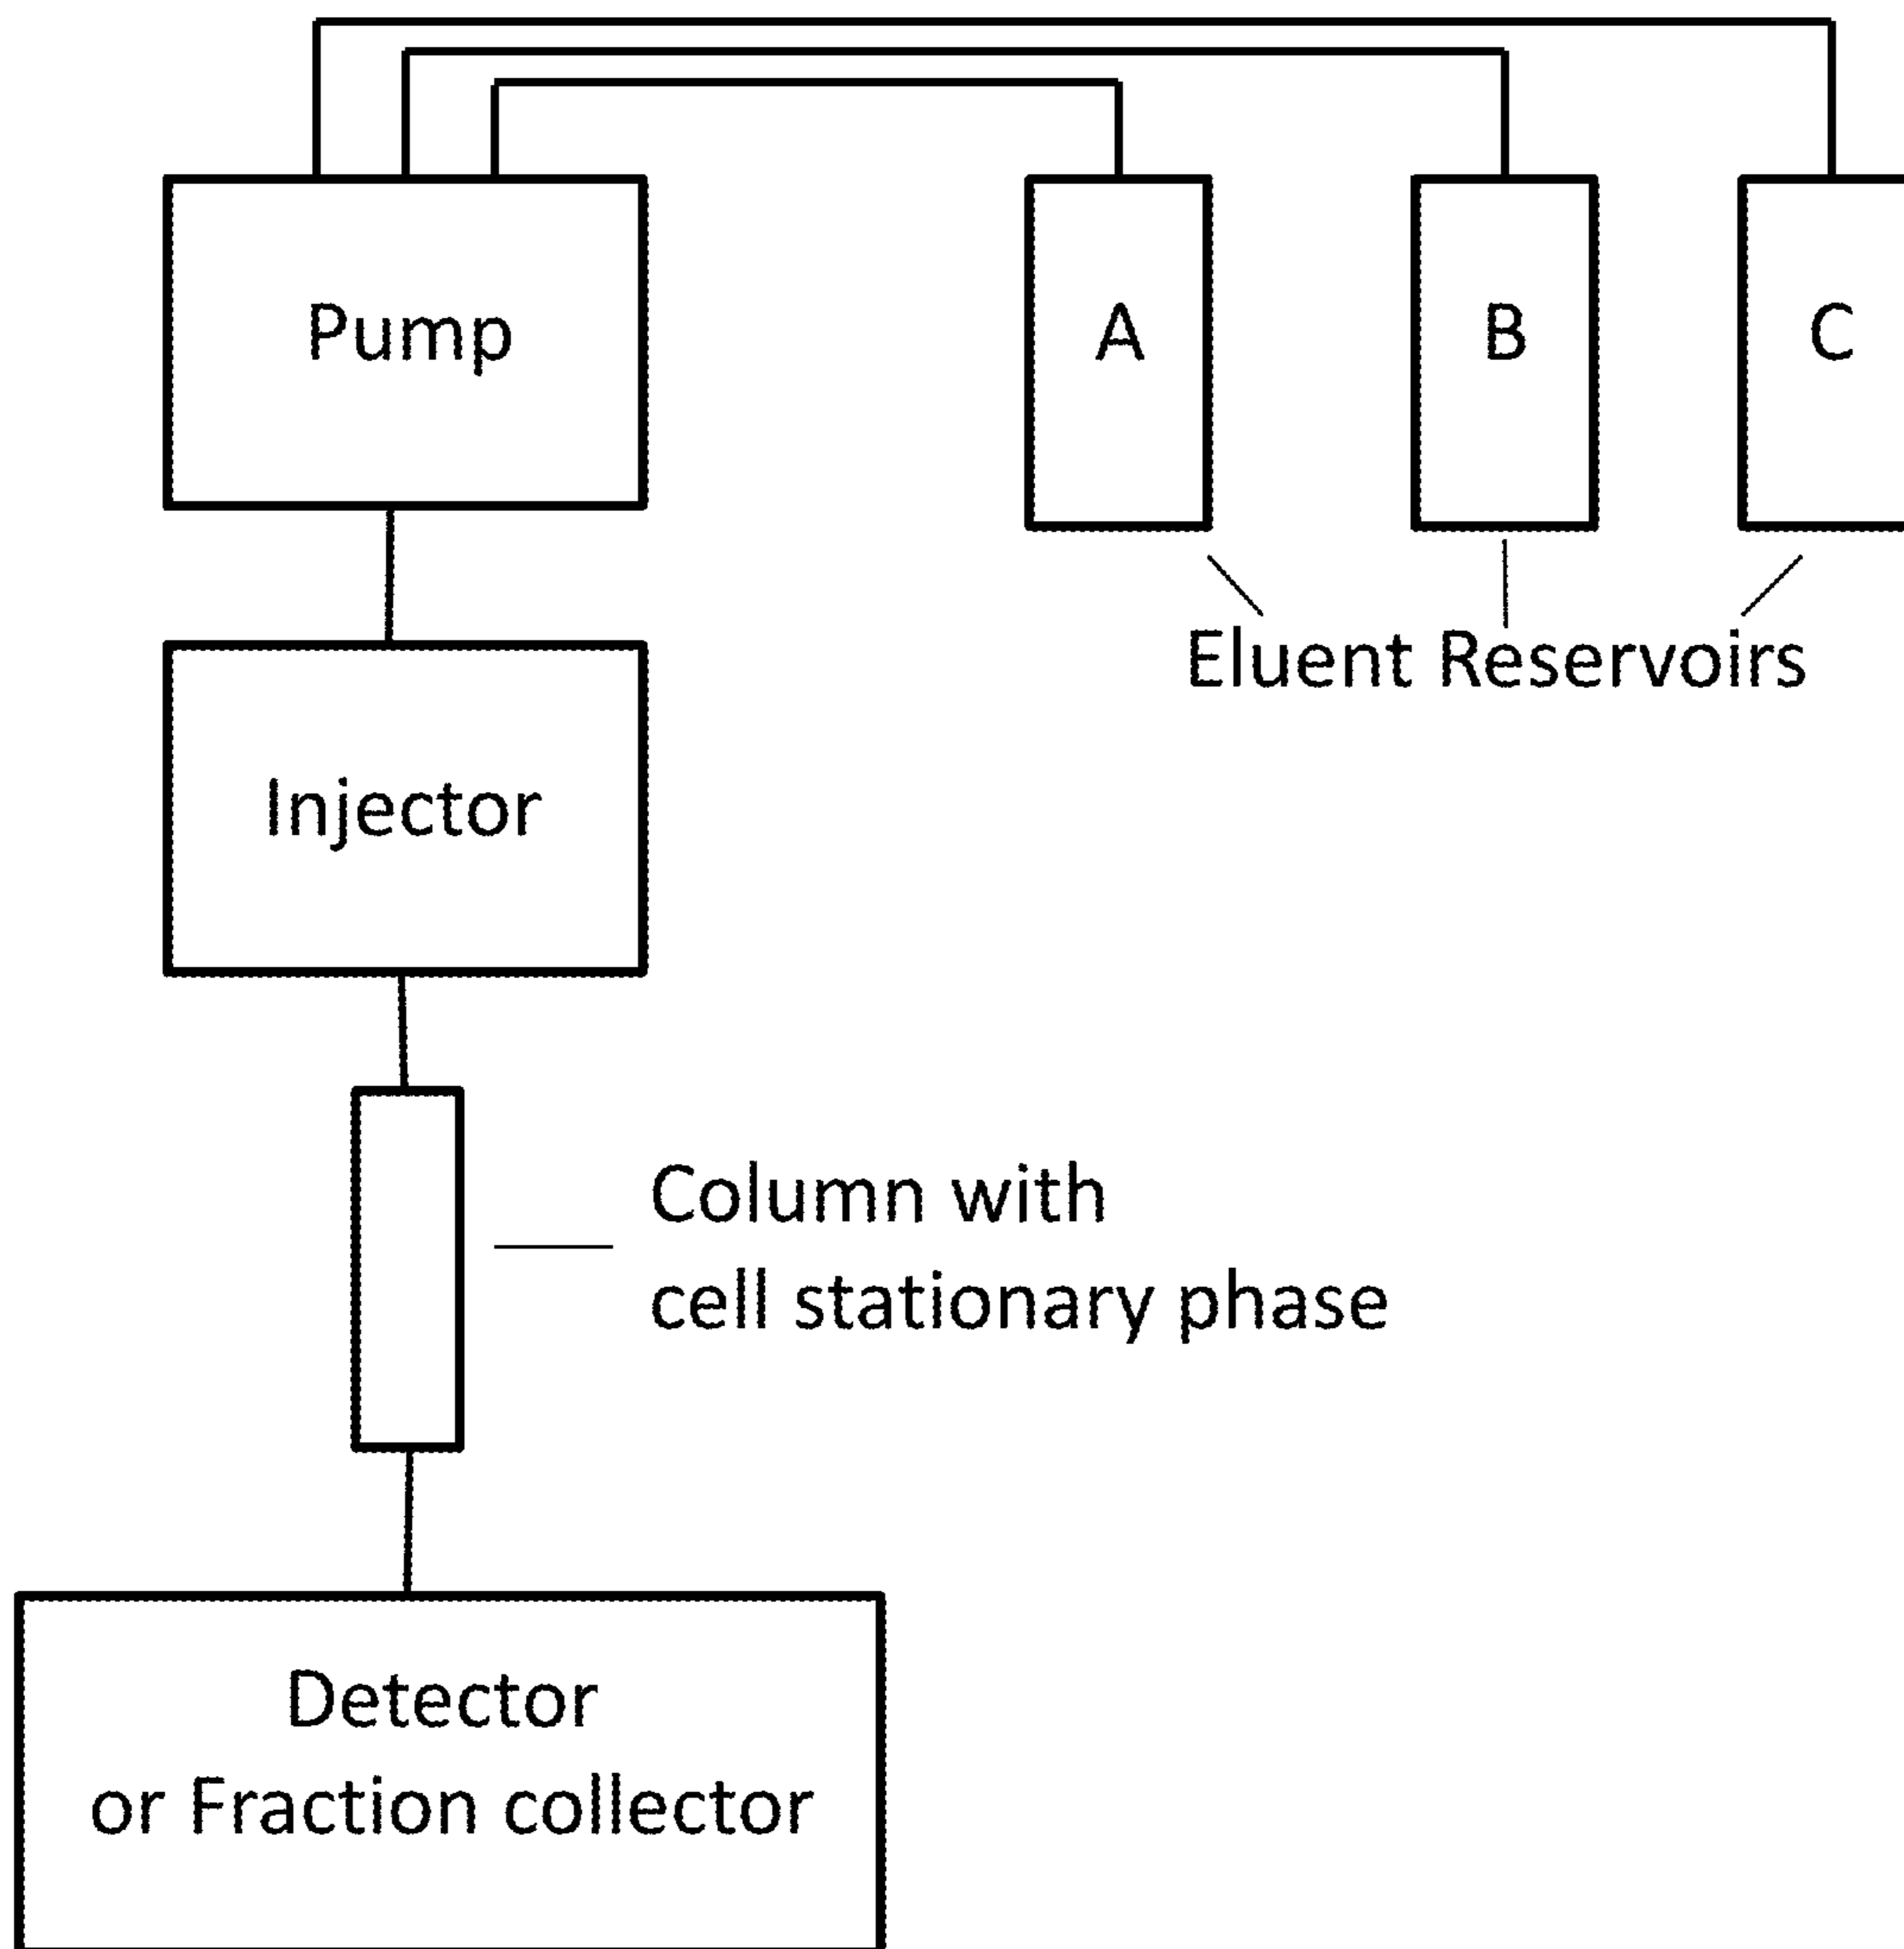 Pump
A
B
C
Eluent Reservoirs
Injector
Column with
cell stationary phase
Detector
or Fraction collector